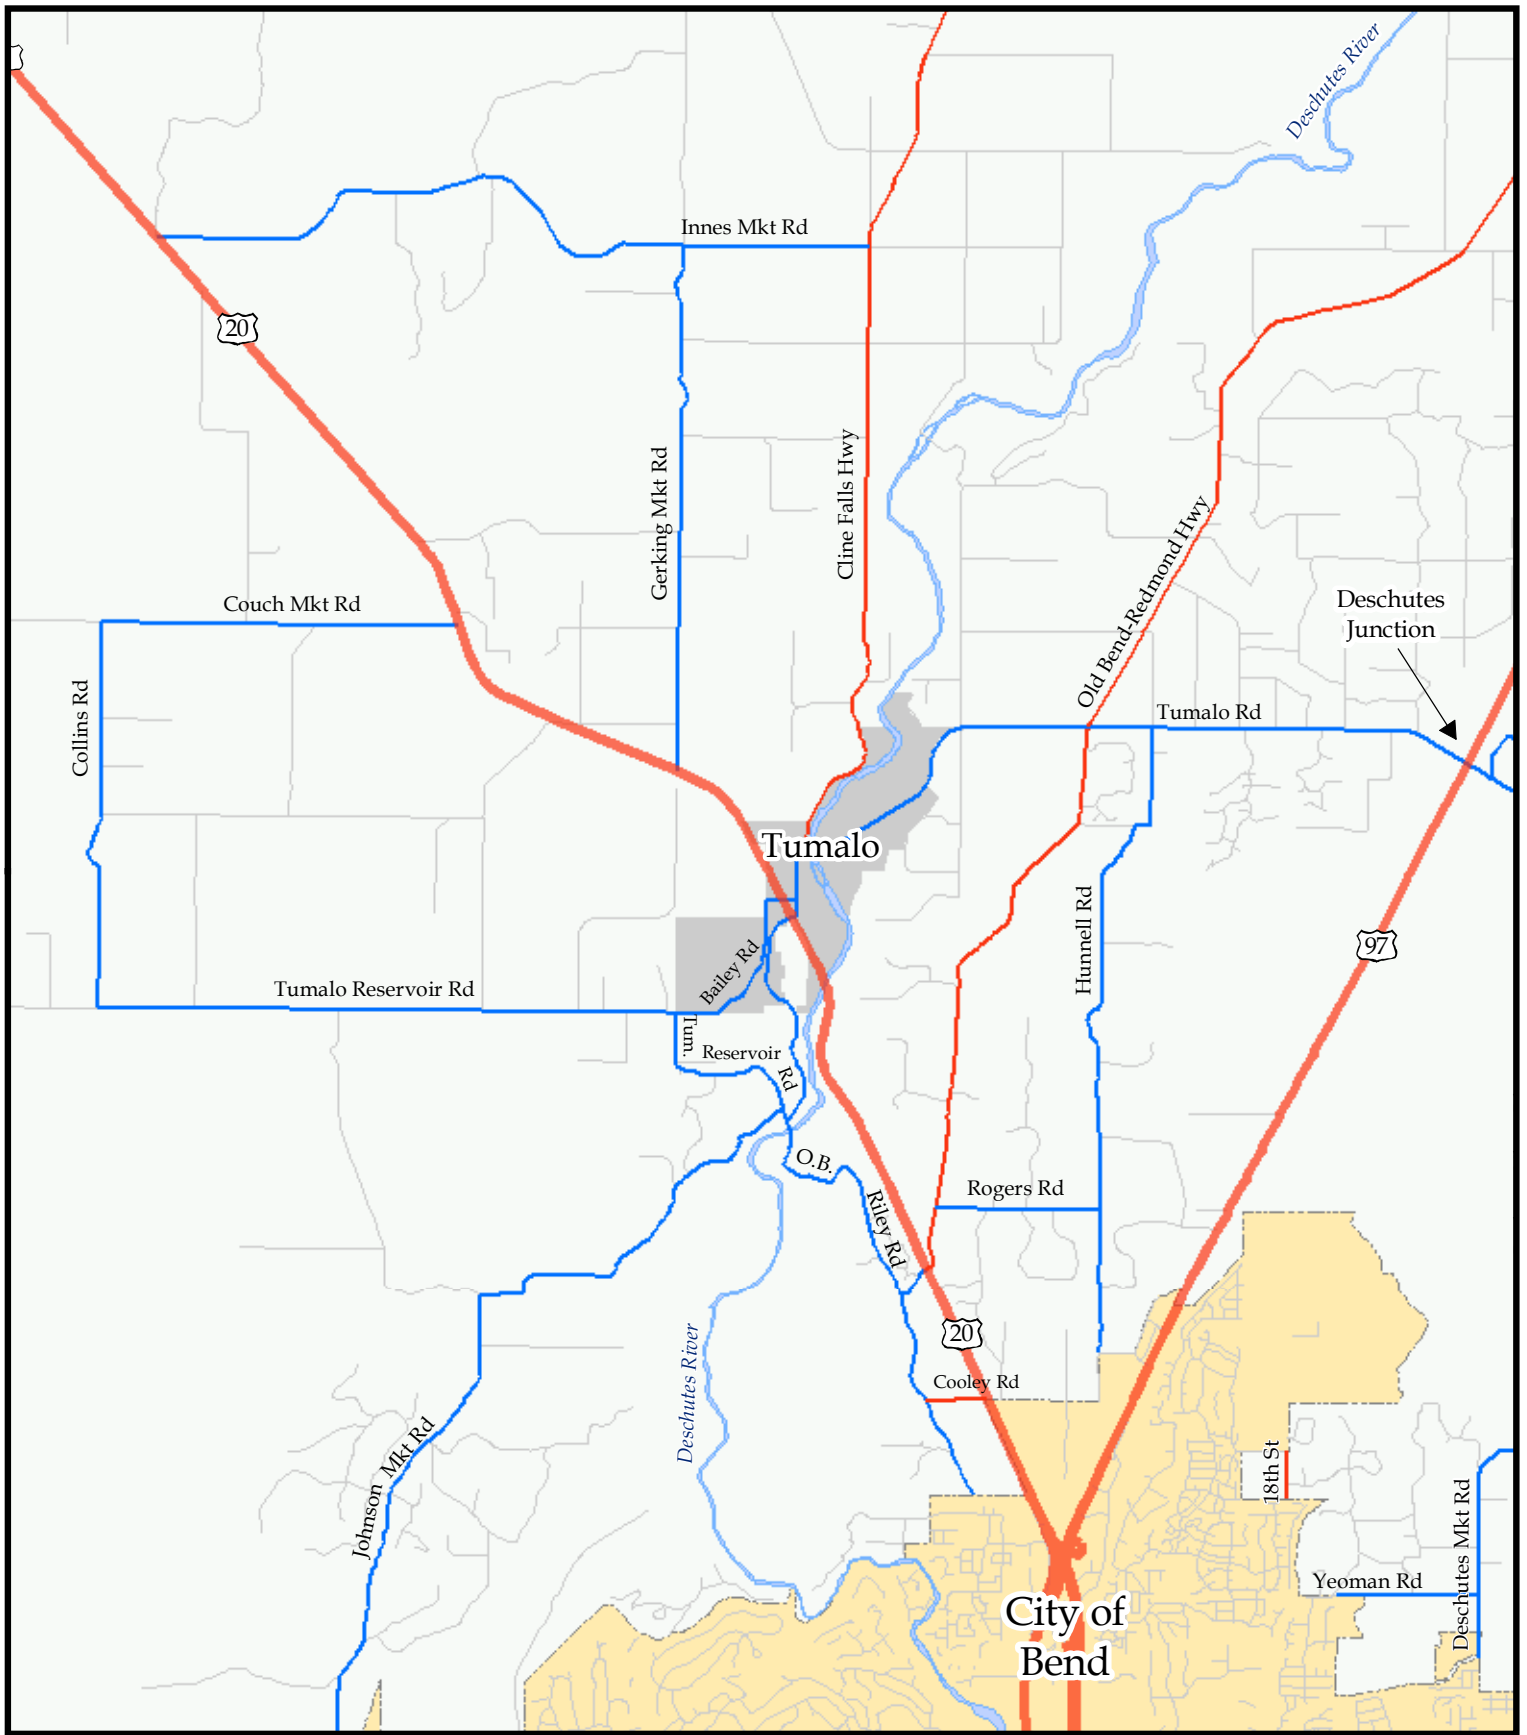 Deschutes River
Innes Mkt Rd
20
Gerking Mkt Rd
Cline Falls Hwy
Old Bend-Redmond Hwy
Couch Mkt Rd
Deschutes
Junction
Collins Rd
Tumalo Rd
Tumalo
Hunnell Rd
97
Bailey Rd
Tumalo Reservoir Rd
Tum.
Reservoir
Rd
O.B.
Riley Rd
Rogers Rd
20
Deschutes River
Cooley Rd
Johnson Mkt Rd
18th St
Deschutes Mkt Rd
Yeoman Rd
City of
Bend